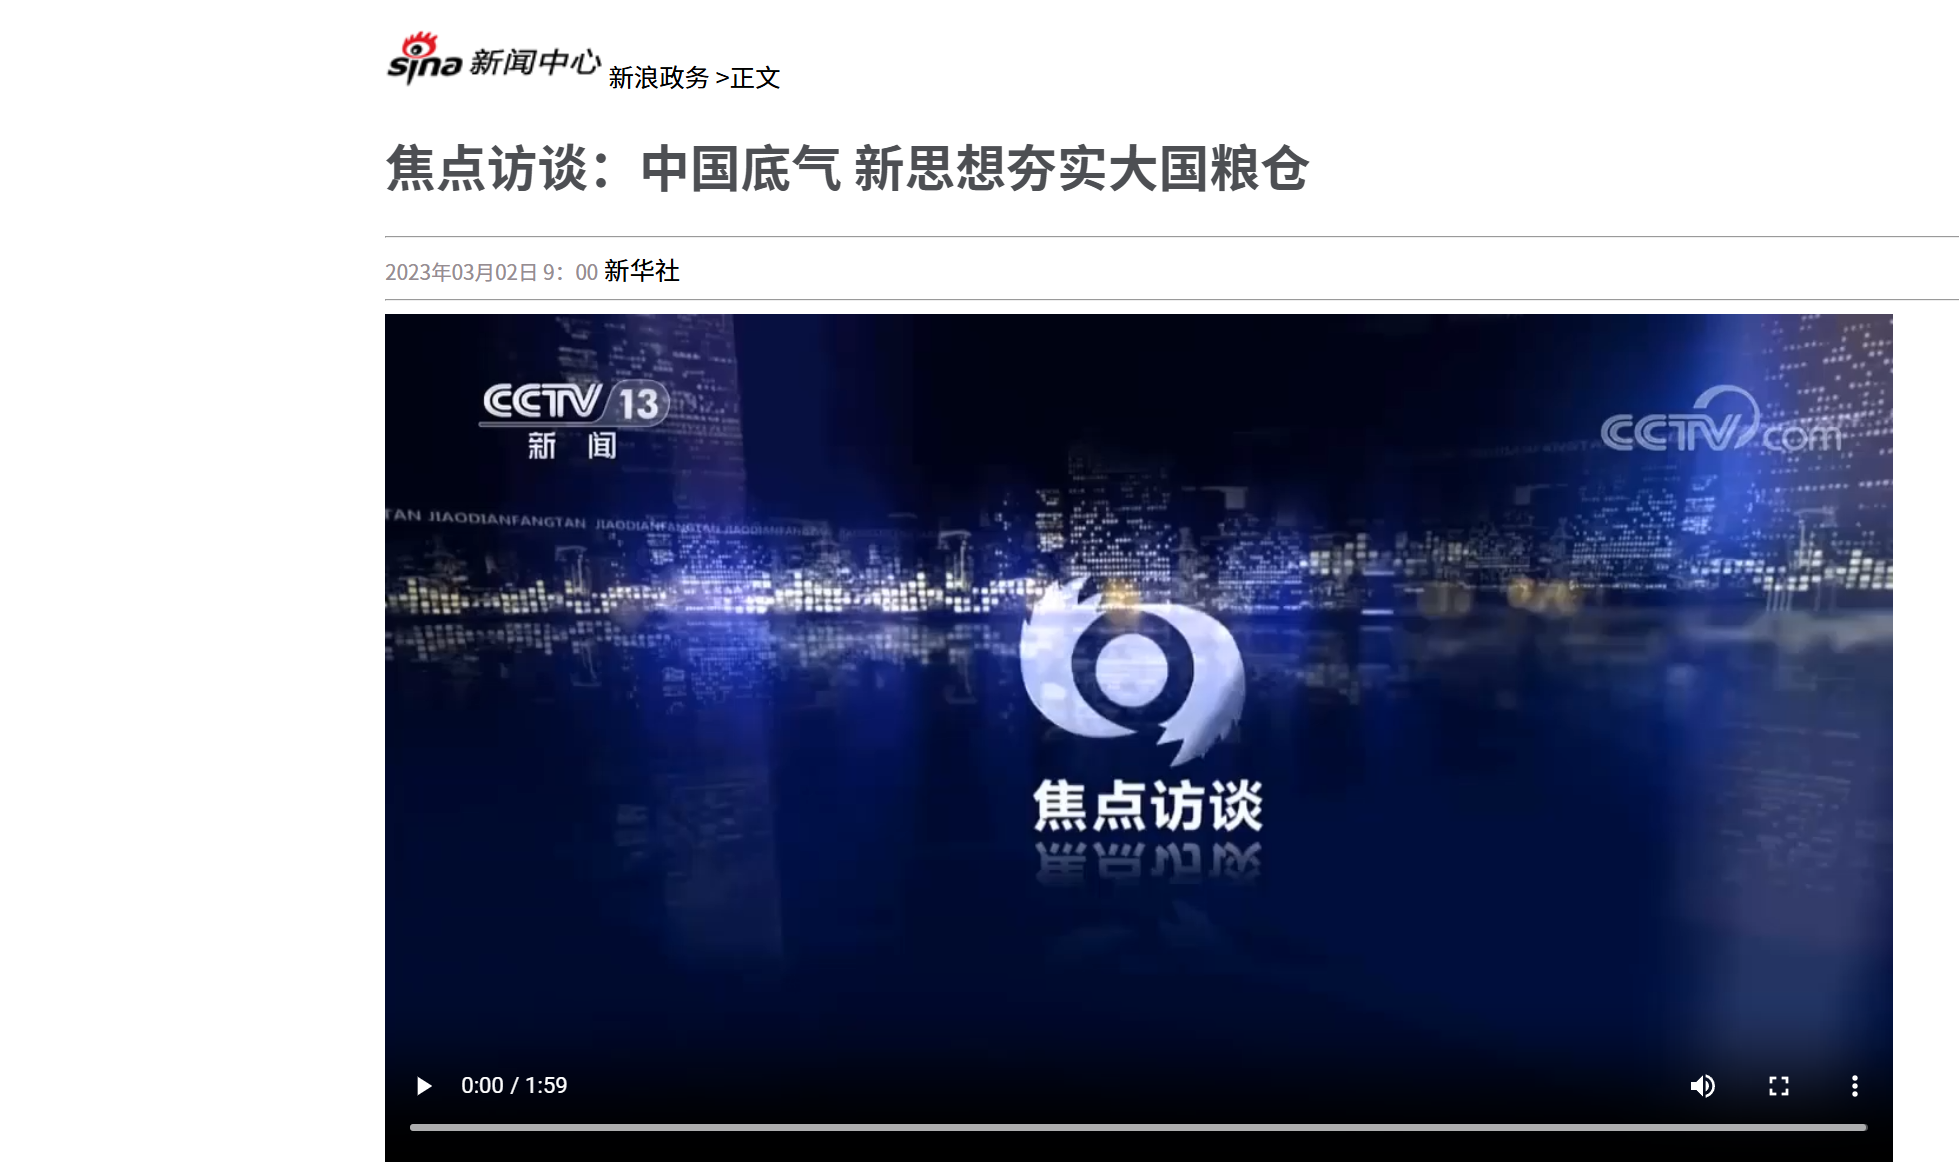 sina 新闻中心 新浪政务 >正文
焦点访谈：中国底气 新思想夯实大国粮仓
2023年03月02日 9：00 新华社
CCTV 13
新闻
CCTV.com
TAN JIAODIANFANGTAN JIAODIANFANGTAN JIAODIANFANGTAN
焦点访谈
0:00 / 1:59